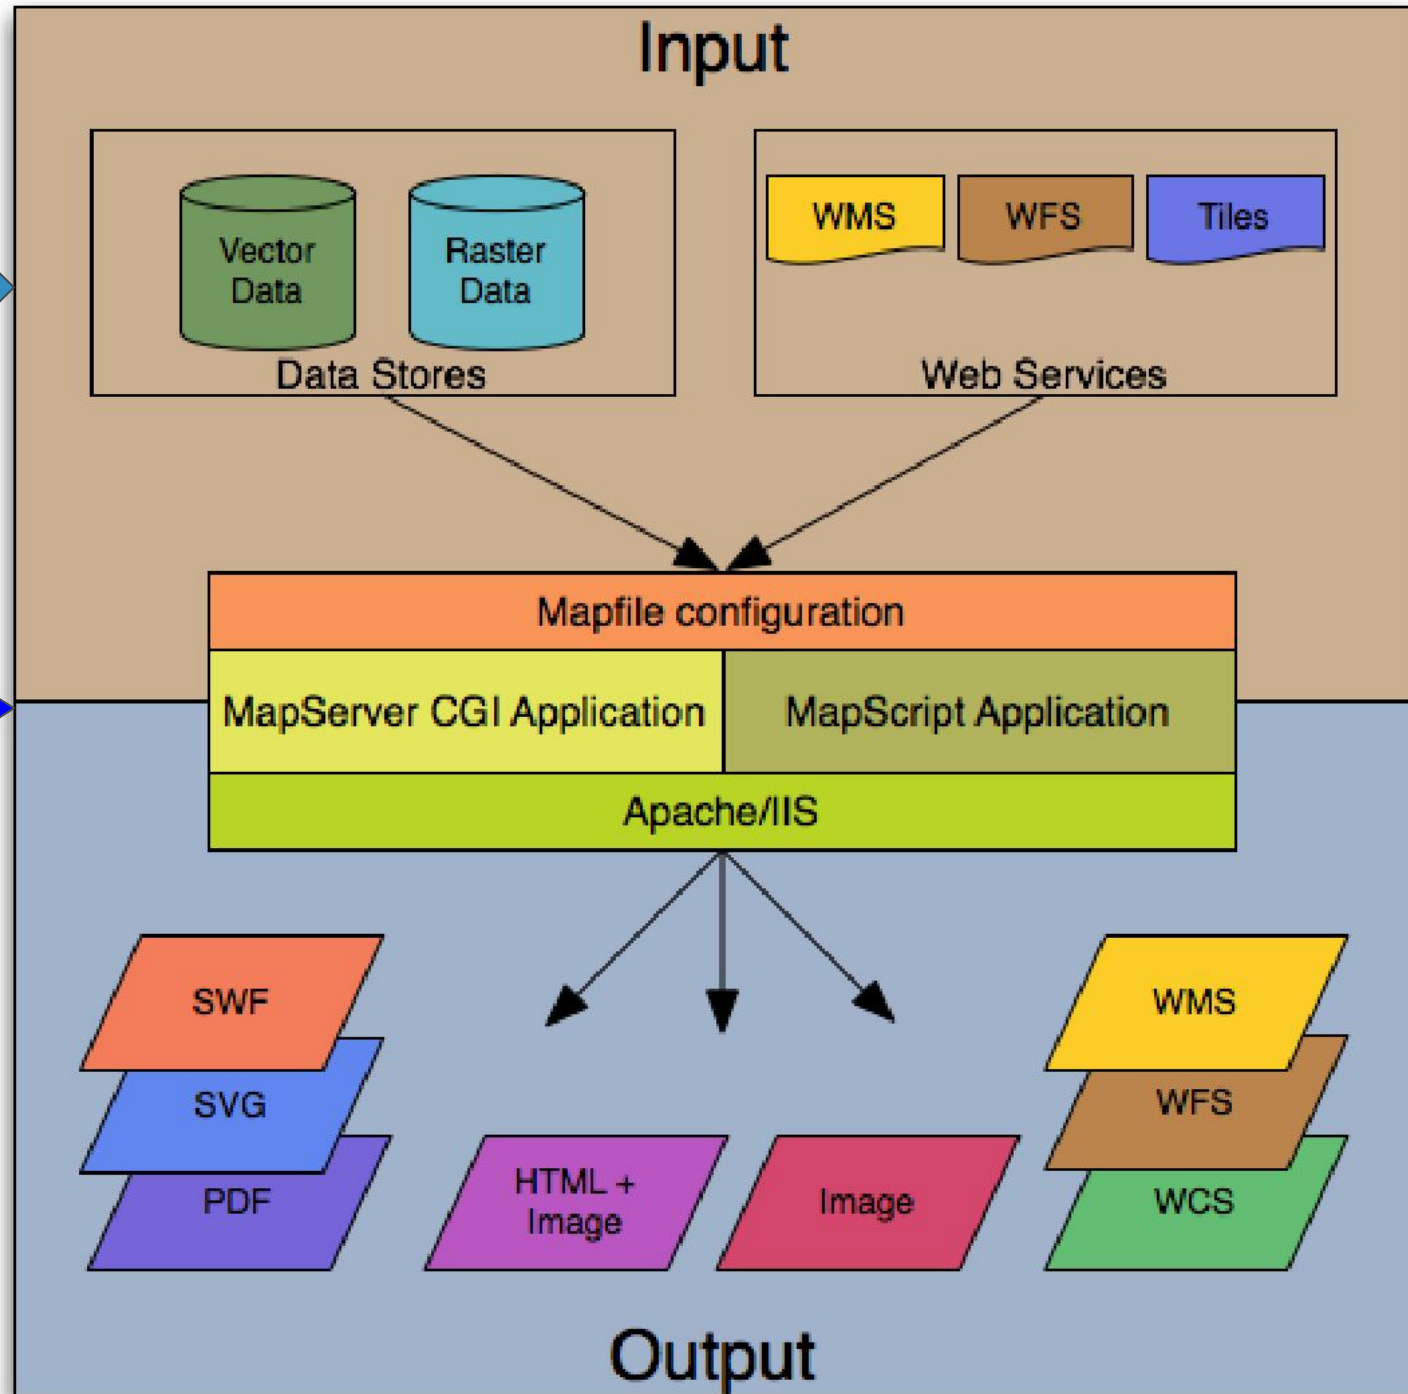 Input
Vector
Data
Raster
Data
Data Stores
WMS
WFS
Tiles
Web Services
Mapfile configuration
MapServer CGI Application
MapScript Application
Apache/IIS
SWF
SVG
PDF
HTML +
Image
Image
WMS
WFS
WCS
Output